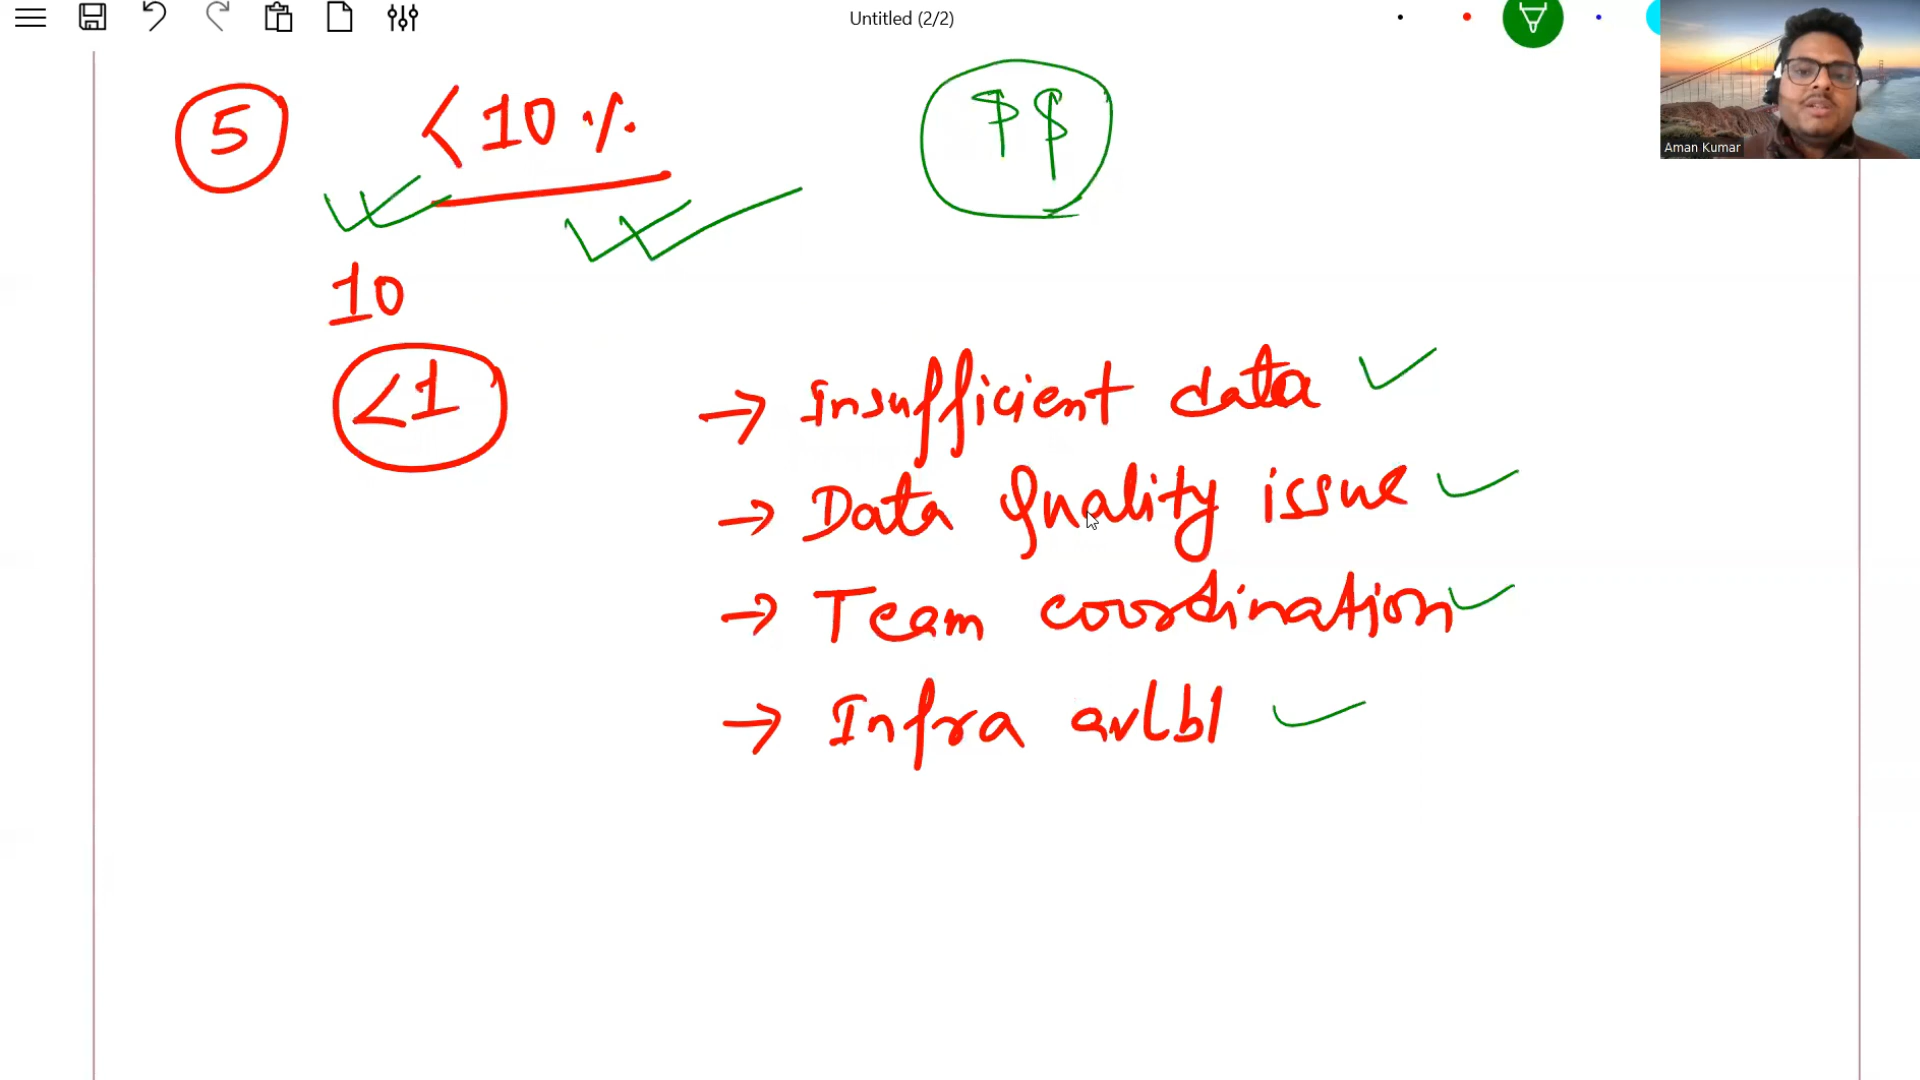 Untitled (2/2)
Aman Kumar
5 <10% $$
10
<1
→ Insufficient data ✓
→ Data Quality issue ✓
→ Team coordination ✓
→ Infra avlbl ✓